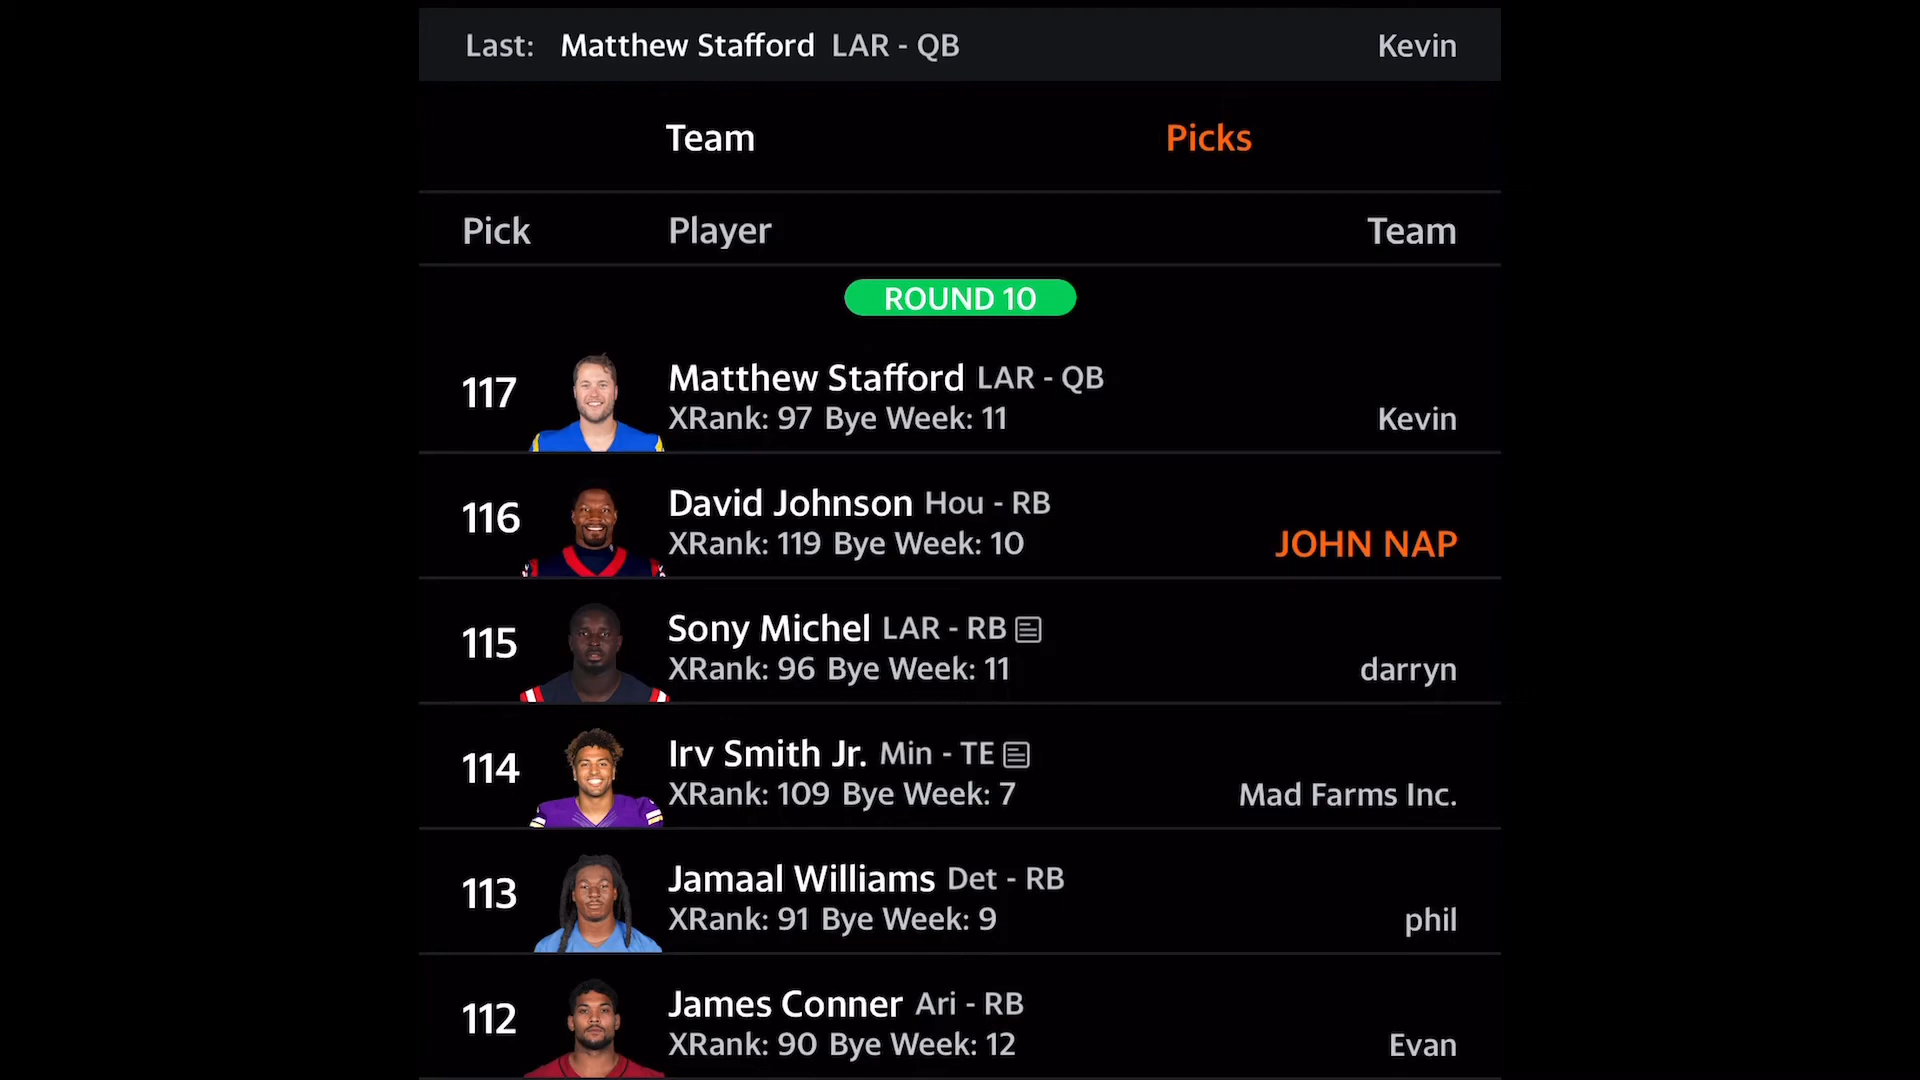 Last: Matthew Stafford LAR - QB Kevin
Team Picks
Pick Player Team
ROUND 10
117 Matthew Stafford LAR - QB
XRank: 97 Bye Week: 11 Kevin
116 David Johnson Hou - RB
XRank: 119 Bye Week: 10 JOHN NAP
115 Sony Michel LAR - RB
XRank: 96 Bye Week: 11 darryn
114 Irv Smith Jr. Min - TE
XRank: 109 Bye Week: 7 Mad Farms Inc.
113 Jamaal Williams Det - RB
XRank: 91 Bye Week: 9 phil
112 James Conner Ari - RB
XRank: 90 Bye Week: 12 Evan